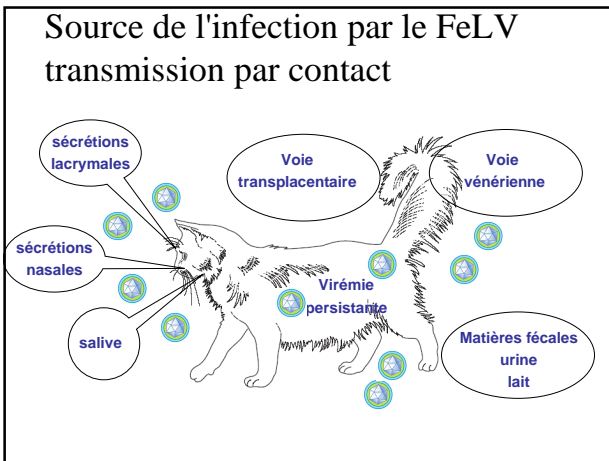 Source de l'infection par le FeLV
transmission par contact
sécrétions
lacrymales
Voie
transplacentaire
Voie
vénérienne
sécrétions
nasales
Virémie
persistante
salive
Matières fécales
urine
lait